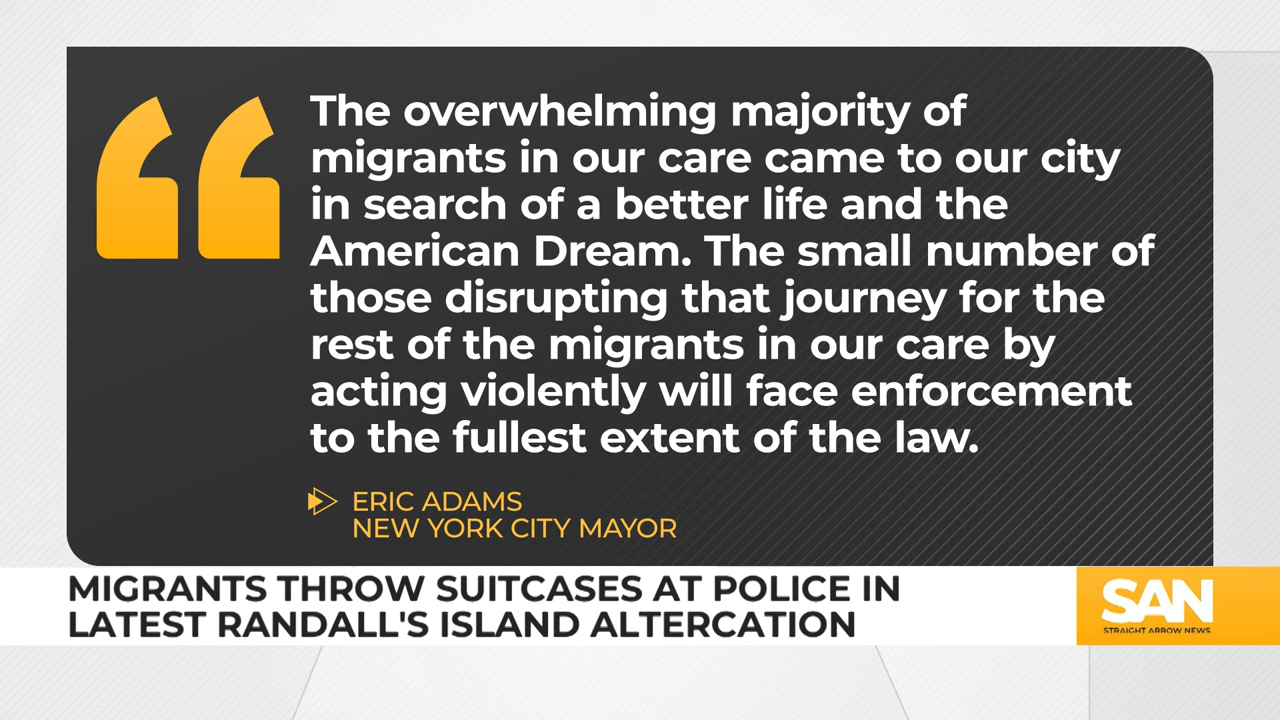 The overwhelming majority of
migrants in our care came to our city
in search of a better life and the
American Dream. The small number of
those disrupting that journey for the
rest of the migrants in our care by
acting violently will face enforcement
to the fullest extent of the law.
ERIC ADAMS
NEW YORK CITY MAYOR
MIGRANTS THROW SUITCASES AT POLICE IN
LATEST RANDALL'S ISLAND ALTERCATION
SAN
STRAIGHT ARROW NEWS